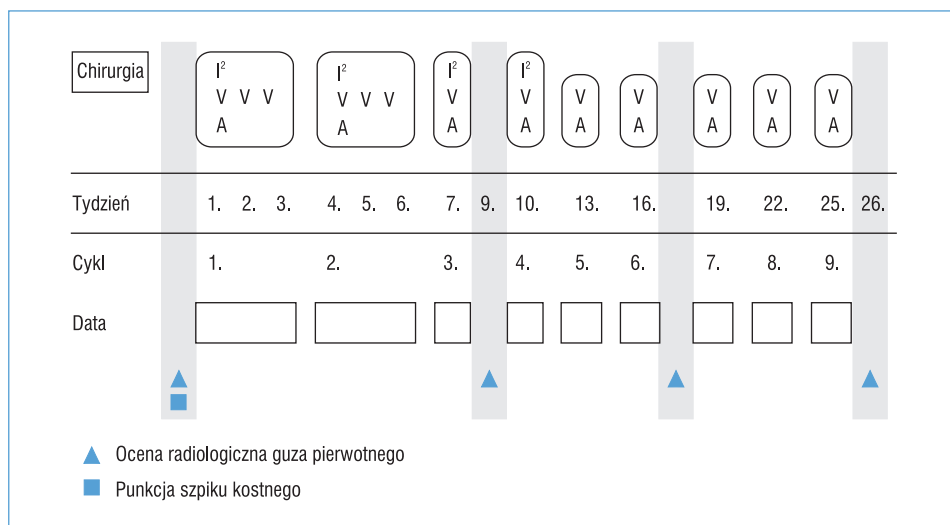 Chirurgia
I² I² I² I²
V V V V V V V V V V V V V
A A A A A A A A A
Tydzień 1. 2. 3. 4. 5. 6. 7. 9. 10. 13. 16. 19. 22. 25. 26.
Cykl 1. 2. 3. 4. 5. 6. 7. 8. 9.
Data
Ocena radiologiczna guza pierwotnego
Punkcja szpiku kostnego